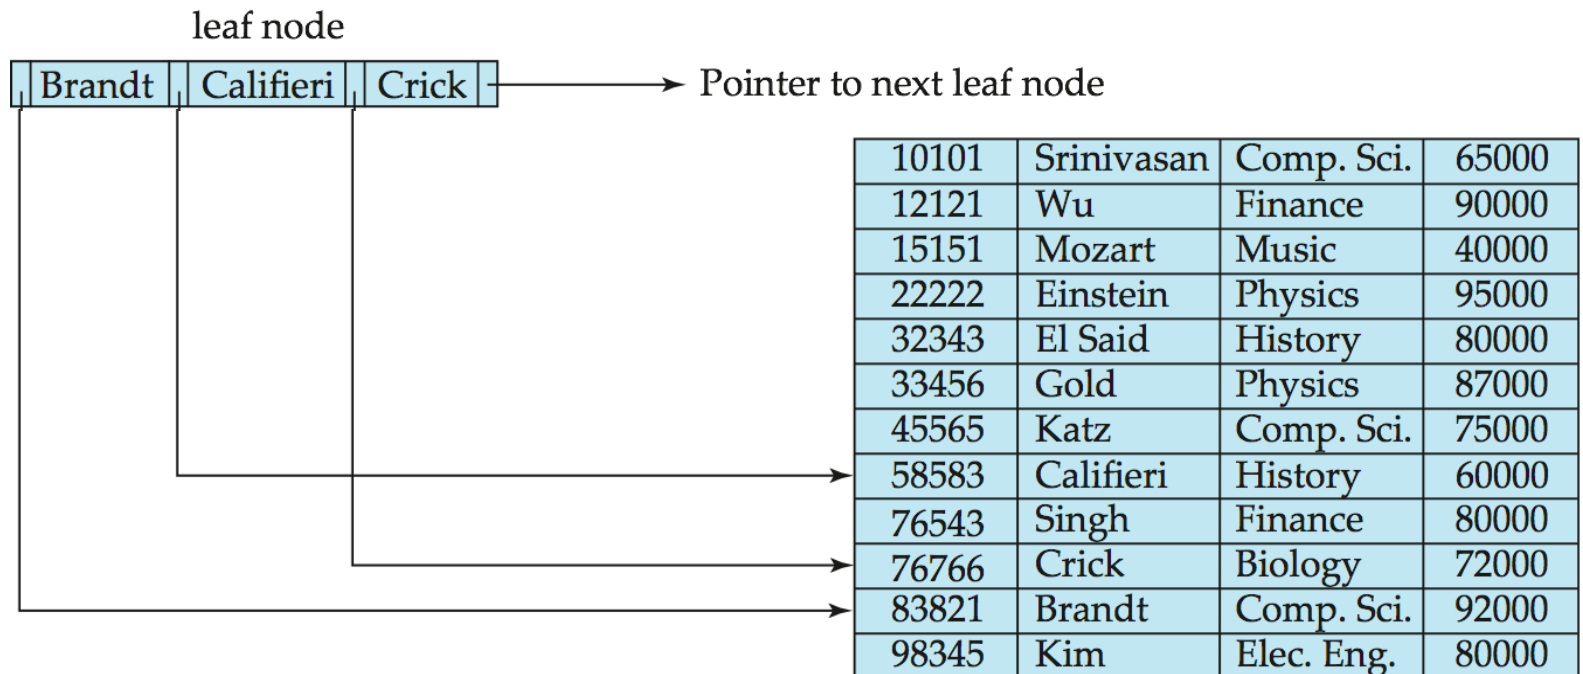 leaf node
Brandt Califieri Crick
Pointer to next leaf node
10101 Srinivasan Comp. Sci. 65000
12121 Wu Finance 90000
15151 Mozart Music 40000
22222 Einstein Physics 95000
32343 El Said History 80000
33456 Gold Physics 87000
45565 Katz Comp. Sci. 75000
58583 Califieri History 60000
76543 Singh Finance 80000
76766 Crick Biology 72000
83821 Brandt Comp. Sci. 92000
98345 Kim Elec. Eng. 80000